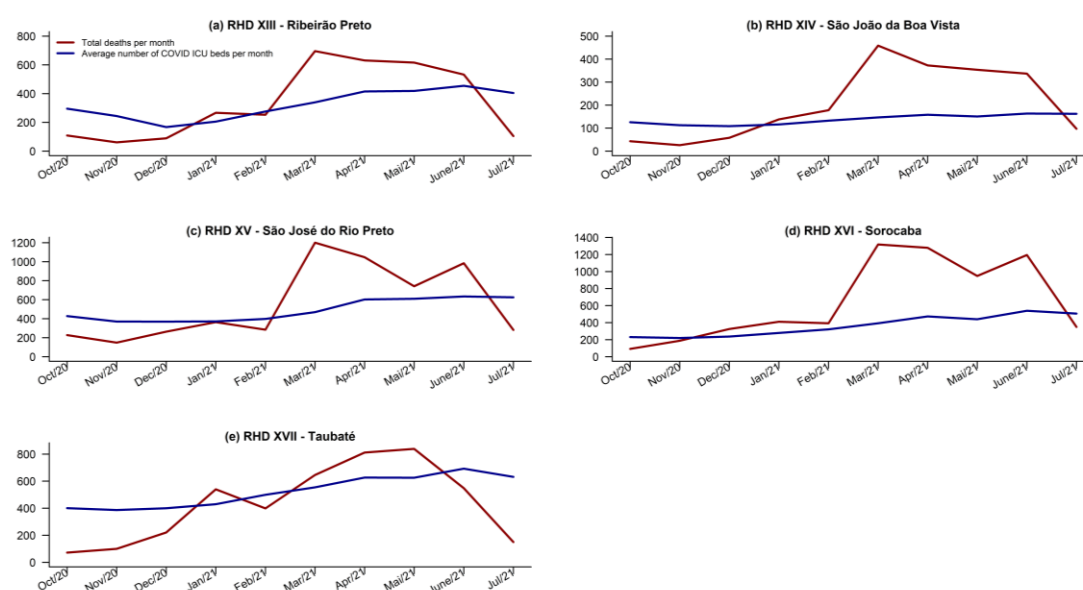 (a) RHD XIII - Ribeirão Preto
800
600
400
200
0
Total deaths per month
Average number of COVID ICU beds per month
Oct/20 Nov/20 Dec/20 Jan/21 Feb/21 Mar/21 Apr/21 Mai/21 June/21 Jul/21
(b) RHD XIV - São João da Boa Vista
500
400
300
200
100
0
Oct/20 Nov/20 Dec/20 Jan/21 Feb/21 Mar/21 Apr/21 Mai/21 June/21 Jul/21
(c) RHD XV - São José do Rio Preto
1200
1000
800
600
400
200
0
Oct/20 Nov/20 Dec/20 Jan/21 Feb/21 Mar/21 Apr/21 Mai/21 June/21 Jul/21
(d) RHD XVI - Sorocaba
1400
1200
1000
800
600
400
200
0
Oct/20 Nov/20 Dec/20 Jan/21 Feb/21 Mar/21 Apr/21 Mai/21 June/21 Jul/21
(e) RHD XVII - Taubaté
800
600
400
200
0
Oct/20 Nov/20 Dec/20 Jan/21 Feb/21 Mar/21 Apr/21 Mai/21 June/21 Jul/21